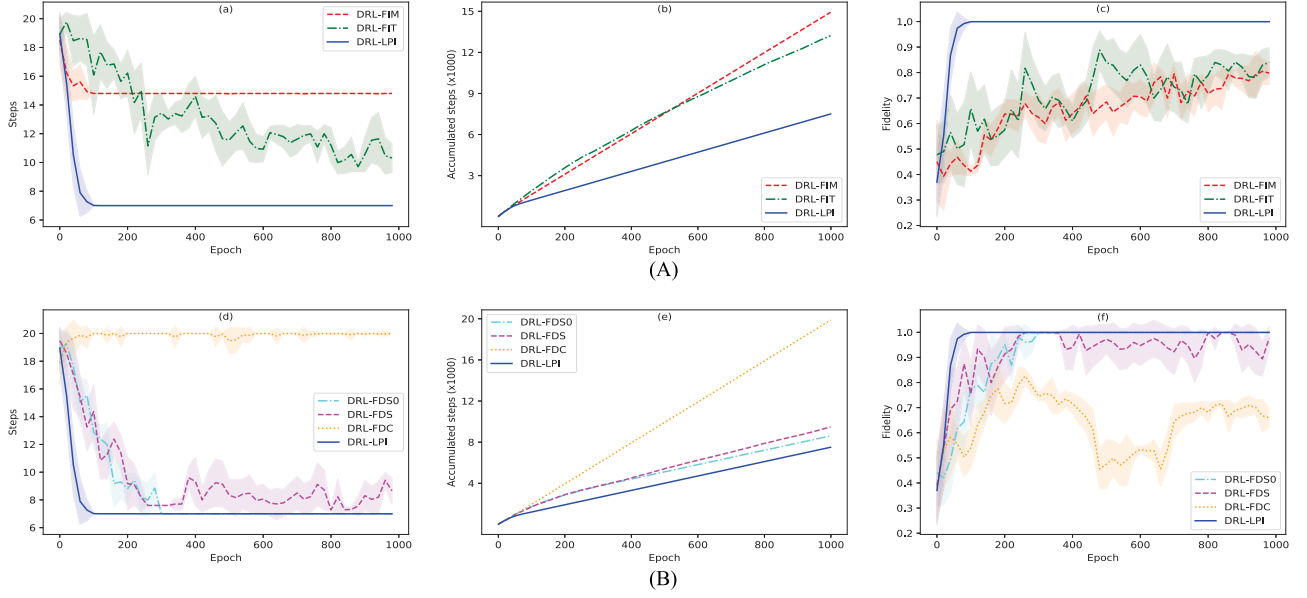 (a)
DRL-FIM
DRL-FIT
DRL-LPI
Steps
20
18
16
14
12
10
8
6
0
200
400
600
800
1000
Epoch
(b)
Accumulated steps (x1000)
15
12
9
6
3
DRL-FIM
DRL-FIT
DRL-LPI
0
200
400
600
800
1000
Epoch
(c)
Fidelity
1,0
0,9
0,8
0,7
0,6
0,5
0,4
0,3
0,2
DRL-FIM
DRL-FIT
DRL-LPI
0
200
400
600
800
1000
Epoch
(A)
(d)
Steps
20
18
16
14
12
10
8
6
DRL-FDS0
DRL-FDS
DRL-FDC
DRL-LPI
0
200
400
600
800
1000
Epoch
(e)
DRL-FDS0
DRL-FDS
DRL-FDC
DRL-LPI
Accumulated steps (x1000)
20
16
12
8
4
0
200
400
600
800
1000
Epoch
(f)
Fidelity
1.0
0.9
0.8
0.7
0.6
0.5
0.4
0.3
0.2
DRL-FDS0
DRL-FDS
DRL-FDC
DRL-LPI
0
200
400
600
800
1000
Epoch
(B)